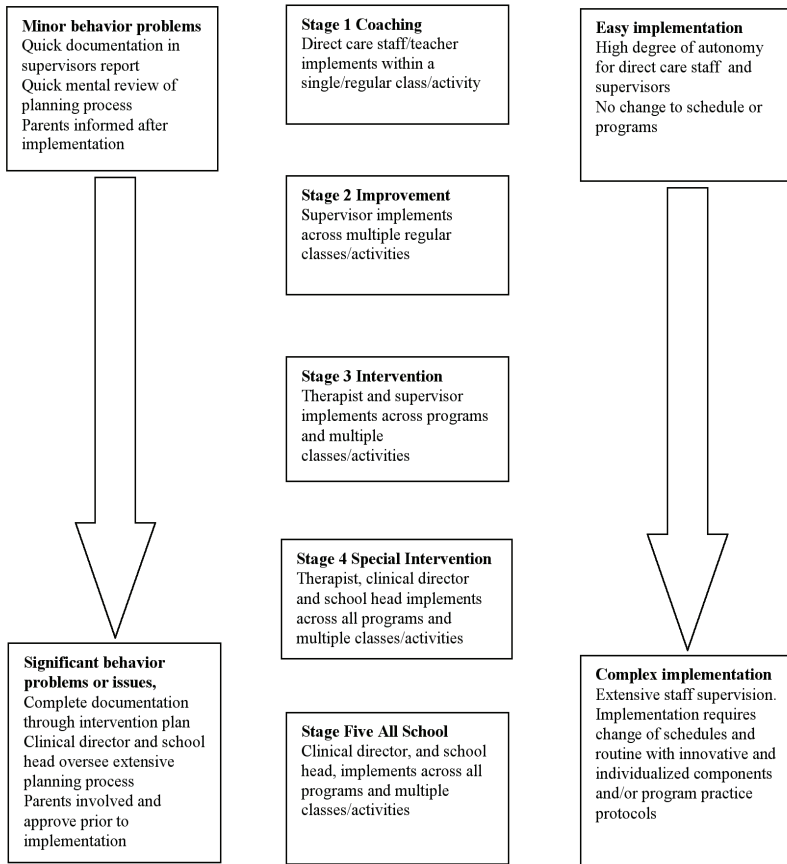 Minor behavior problems
Quick documentation in
supervisors report
Quick mental review of
planning process
Parents informed after
implementation
Stage 1 Coaching
Direct care staff/teacher
implements within a
single/regular class/activity
Easy implementation
High degree of autonomy
for direct care staff and
supervisors
No change to schedule or
programs
Stage 2 Improvement
Supervisor implements
across multiple regular
classes/activities
Stage 3 Intervention
Therapist and supervisor
implements across programs
and multiple
classes/activities
Stage 4 Special Intervention
Therapist, clinical director
and school head implements
across all programs and
multiple classes/activities
Significant behavior
problems or issues,
Complete documentation
through intervention plan
Clinical director and school
head oversee extensive
planning process
Parents involved and
approve prior to
implementation
Stage Five All School
Clinical director, and school
head, implements across all
programs and multiple
classes/activities
Complex implementation
Extensive staff supervision.
Implementation requires
change of schedules and
routine with innovative and
individualized components
and/or program practice
protocols